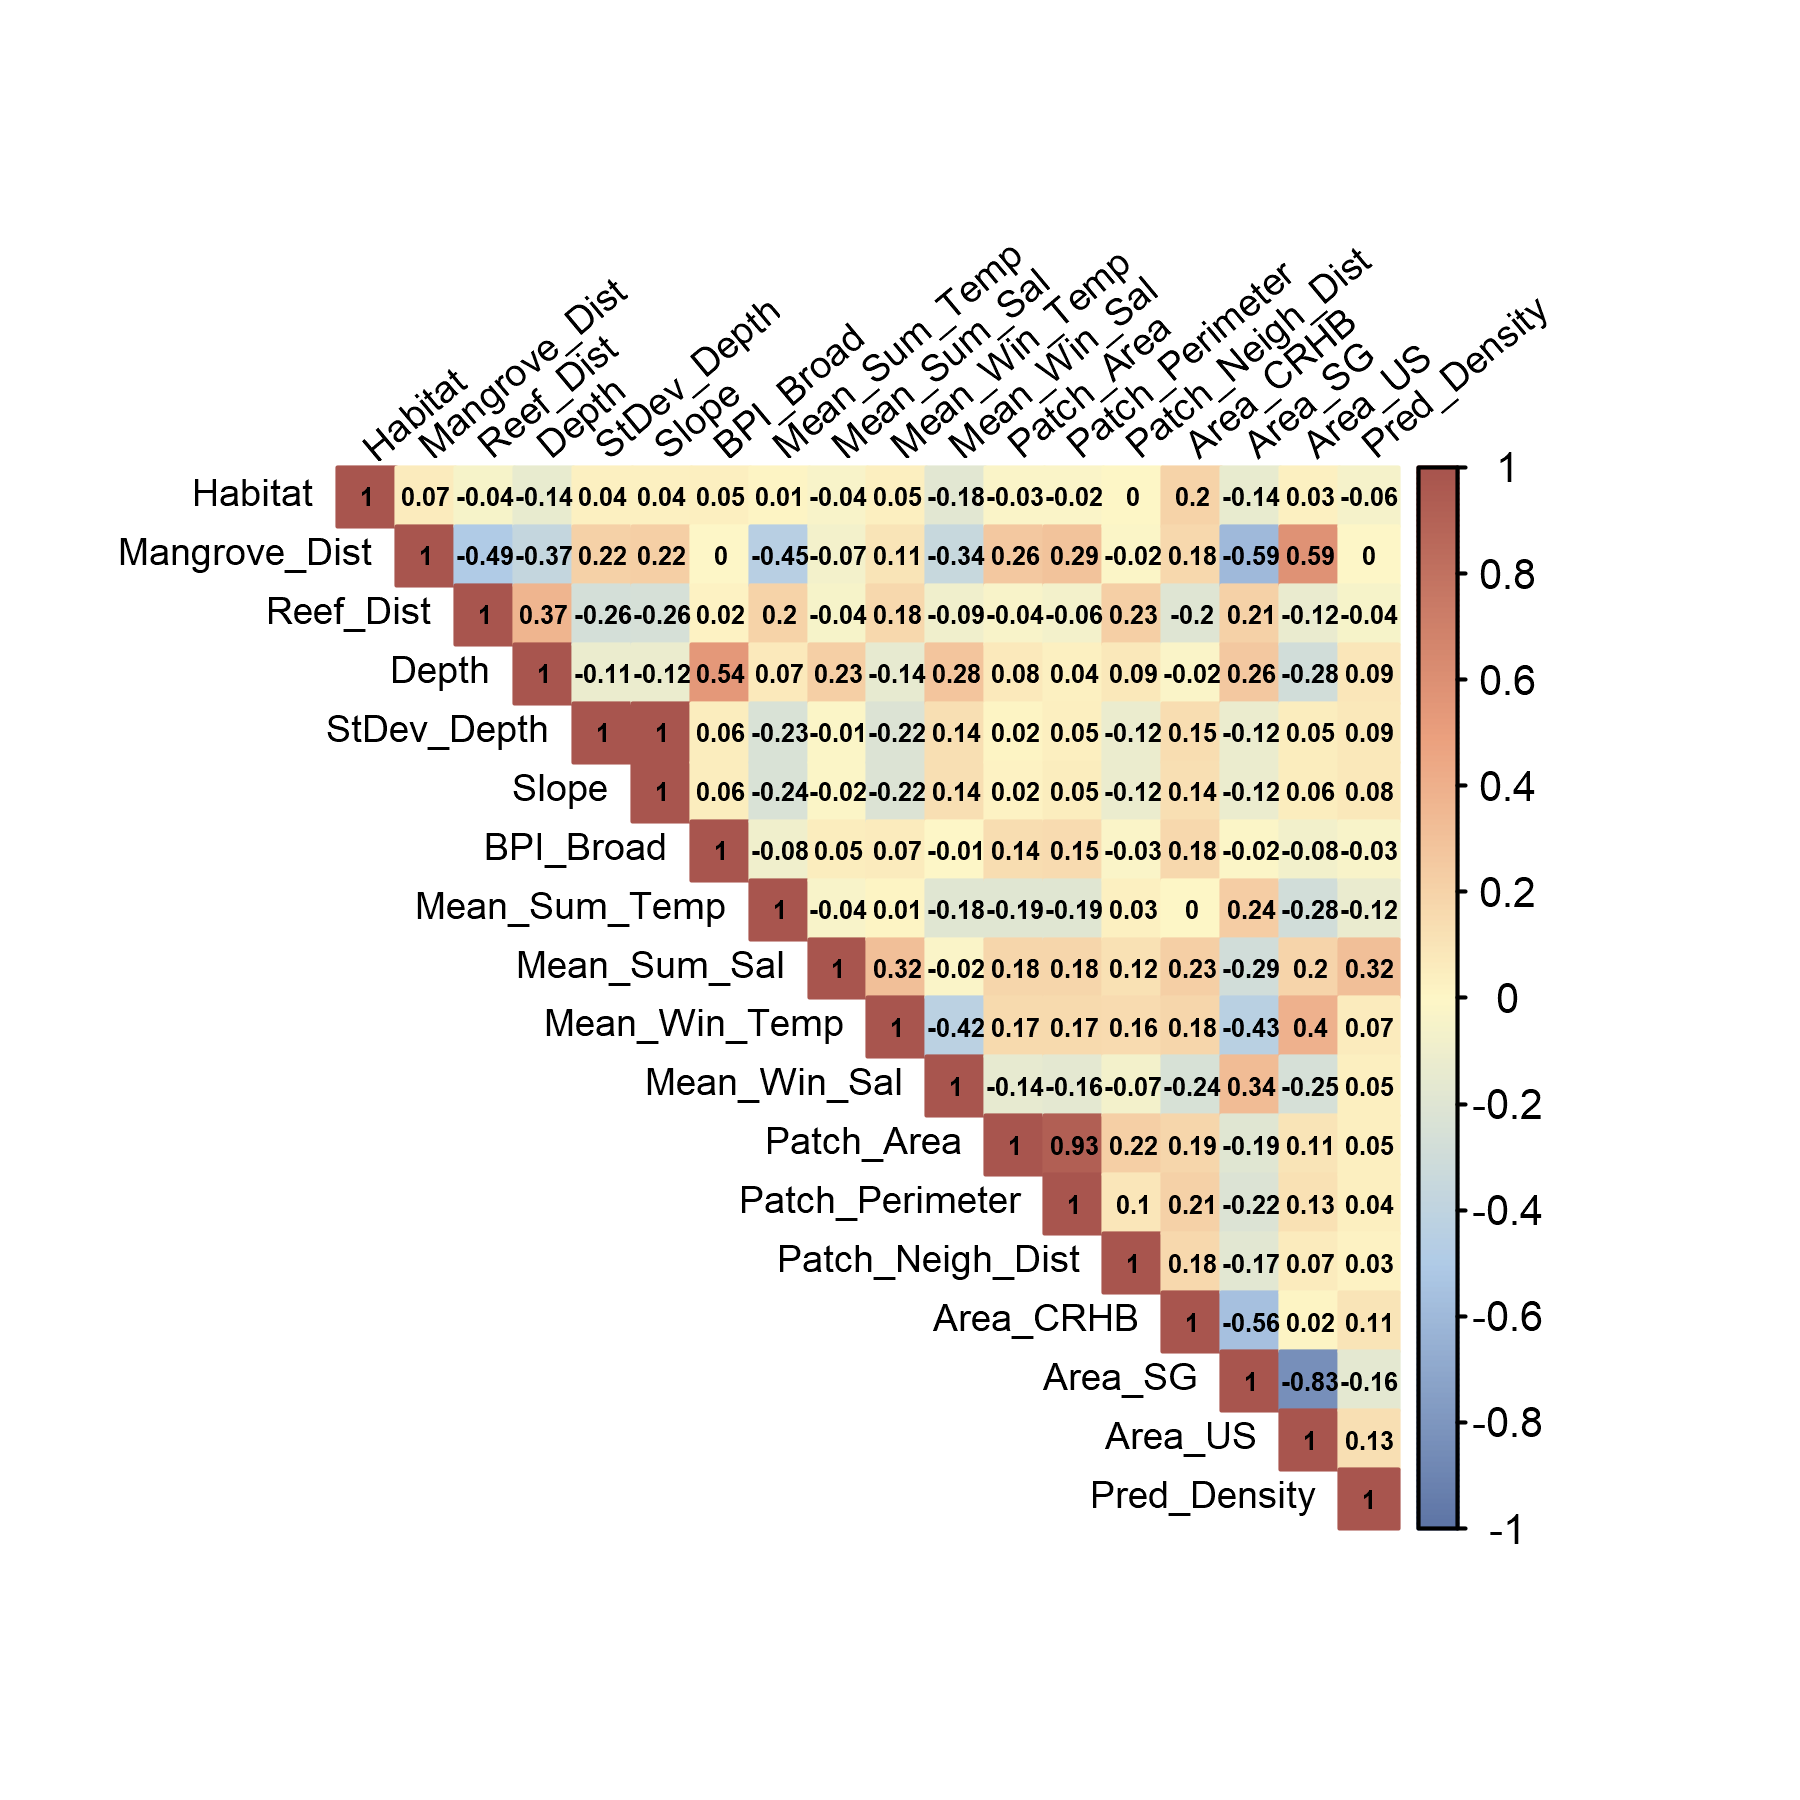 Habitat
Mangrove_Dist
Reef_Dist
Depth
StDev_Depth
Slope
BPI_Broad
Mean_Sum_Temp
Mean_Sum_Sal
Mean_Win_Temp
Mean_Win_Sal
Patch_Area
Patch_Perimeter
Patch_Neigh_Dist
Area_CRHB
Area_SG
Area_US
Pred_Density
Habitat 1 0.07 -0.04 -0.14 0.04 0.04 0.05 0.01 -0.04 0.05 -0.18 -0.03 -0.02 0 0.2 -0.14 0.03 -0.06
Mangrove_Dist 1 -0.49 -0.37 0.22 0.22 0 -0.45 -0.07 0.11 -0.34 0.26 0.29 -0.02 0.18 -0.59 0.59 0
Reef_Dist 1 0.37 -0.26 -0.26 0.02 0.2 -0.04 0.18 -0.09 -0.04 -0.06 0.23 -0.2 0.21 -0.12 -0.04
Depth 1 -0.11 -0.12 0.54 0.07 0.23 -0.14 0.28 0.08 0.04 0.09 -0.02 0.26 -0.28 0.09
StDev_Depth 1 1 0.06 -0.23 -0.01 -0.22 0.14 0.02 0.05 -0.12 0.15 -0.12 0.05 0.09
Slope 1 0.06 -0.24 -0.02 -0.22 0.14 0.02 0.05 -0.12 0.14 -0.12 0.06 0.08
BPI_Broad 1 -0.08 0.05 0.07 -0.01 0.14 0.15 -0.03 0.18 -0.02 -0.08 -0.03
Mean_Sum_Temp 1 -0.04 0.01 -0.18 -0.19 -0.19 0.03 0 0.24 -0.28 -0.12
Mean_Sum_Sal 1 0.32 -0.02 0.18 0.18 0.12 0.23 -0.29 0.2 0.32
Mean_Win_Temp 1 -0.42 0.17 0.17 0.16 0.18 -0.43 0.4 0.07
Mean_Win_Sal 1 -0.14 -0.16 -0.07 -0.24 0.34 -0.25 0.05
Patch_Area 1 0.93 0.22 0.19 -0.19 0.11 0.05
Patch_Perimeter 1 0.1 0.21 -0.22 0.13 0.04
Patch_Neigh_Dist 1 0.18 -0.17 0.07 0.03
Area_CRHB 1 -0.56 0.02 0.11
Area_SG 1 -0.83 -0.16
Area_US 1 0.13
Pred_Density 1
1
0.8
0.6
0.4
0.2
0
-0.2
-0.4
-0.6
-0.8
-1